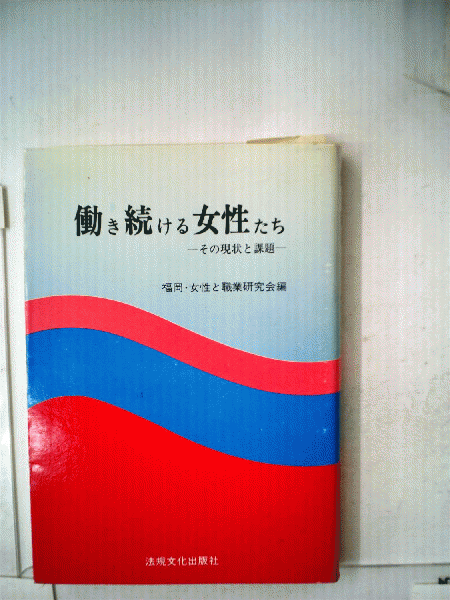 働き続ける女性たち
―その現状と課題―
福岡・女性と職業研究会編
法規文化出版社